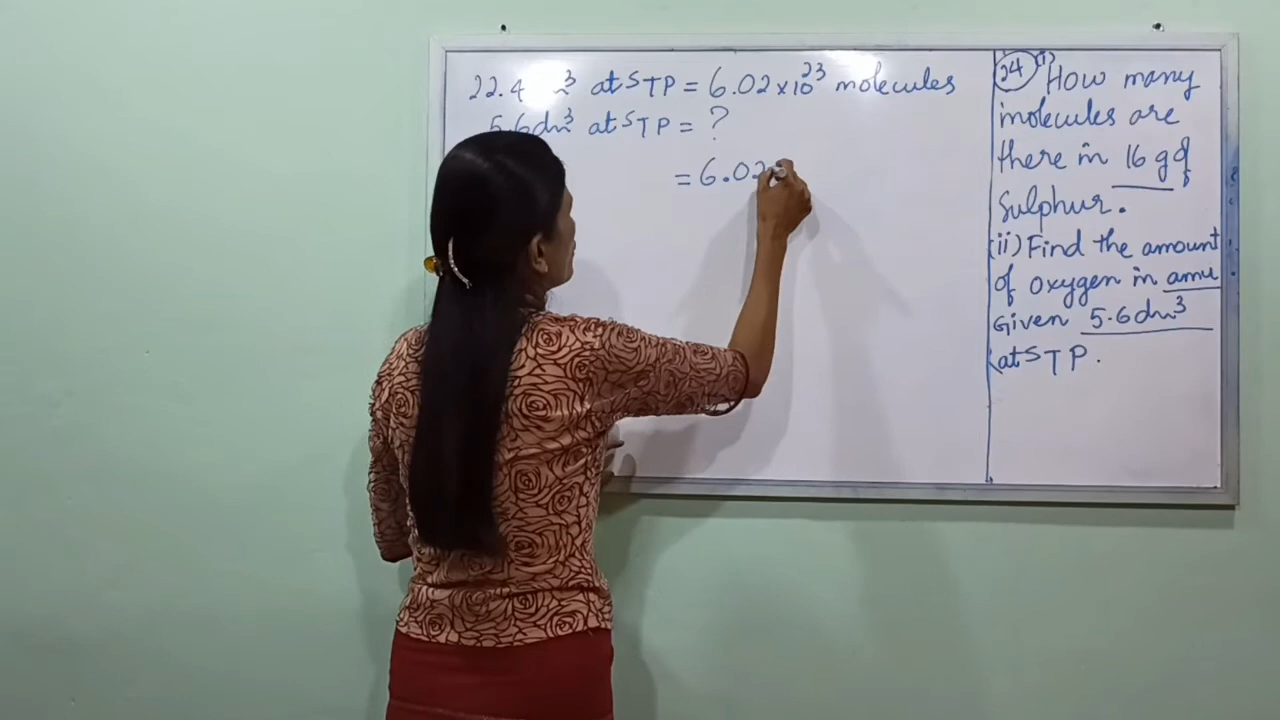 22.4 m³ at STP = 6.02×10²³ molecules
5.6dm³ at STP = ?
= 6.02
24 (i) How many
molecules are
there in 16 g of
Sulphur.
(ii) Find the amount
of oxygen in amu
Given 5.6dm³
at STP.